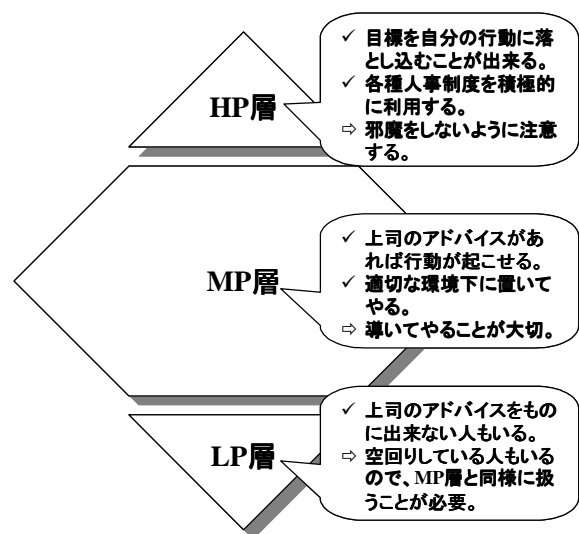 HP層
✓ 目標を自分の行動に落
とし込むことが出来る。
✓ 各種人事制度を積極的
に利用する。
⇨ 邪魔をしないように注意
する。
MP層
✓ 上司のアドバイスがあ
れば行動が起こせる。
✓ 適切な環境下に置いて
やる。
⇨ 導いてやることが大切。
LP層
✓ 上司のアドバイスをもの
に出来ない人もいる。
⇨ 空回りしている人もいる
ので、MP層と同様に扱
うことが必要。